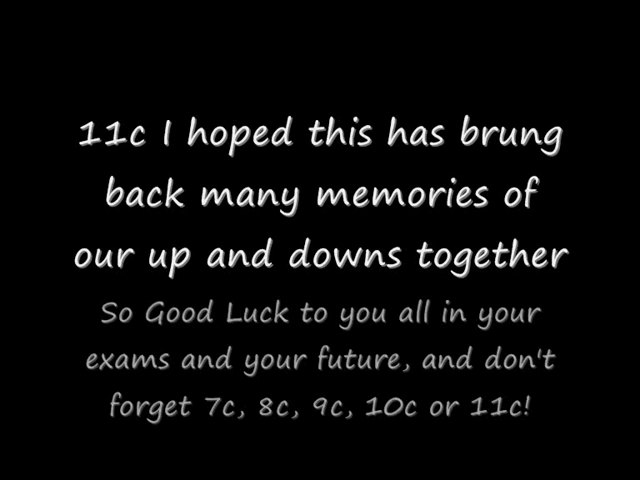 11c I hoped this has brung
back many memories of
our up and downs together
So Good Luck to you all in your
exams and your future, and don't
forget 7c, 8c, 9c, 10c or 11c!